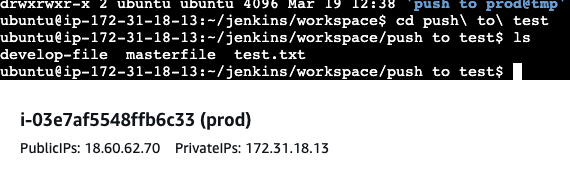 drwxrwxr-x 2 ubuntu ubuntu 4096 Mar 19 12:38 'push to prod@tmp'
ubuntu@ip-172-31-18-13:~/jenkins/workspace$ cd push\ to\ test
ubuntu@ip-172-31-18-13:~/jenkins/workspace/push to test$ ls
develop-file  masterfile  test.txt
ubuntu@ip-172-31-18-13:~/jenkins/workspace/push to test$
i-03e7af5548ffb6c33 (prod)
PublicIPs: 18.60.62.70   PrivateIPs: 172.31.18.13